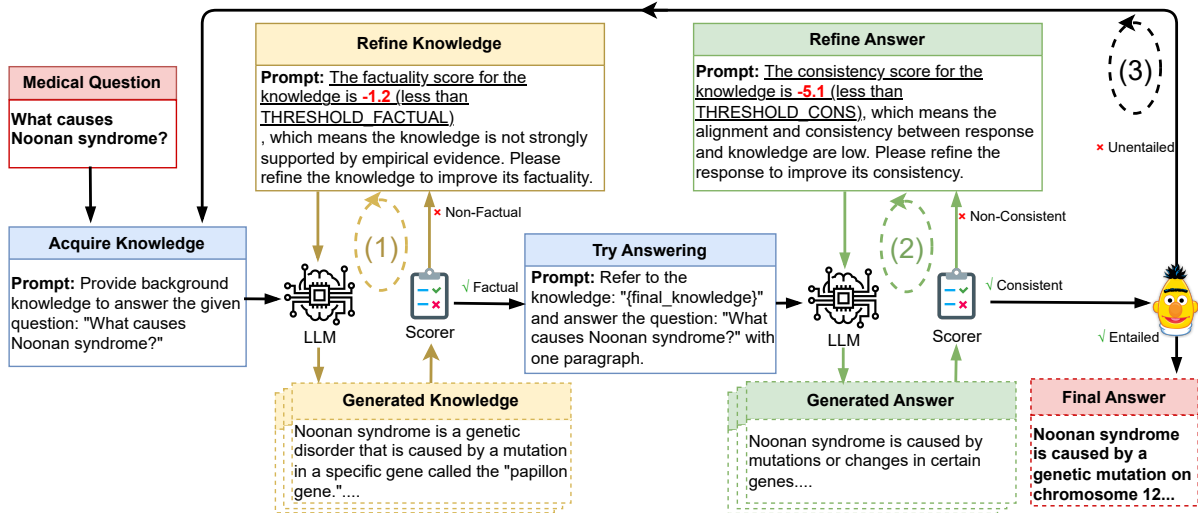 Medical Question
What causes
Noonan syndrome?
Acquire Knowledge
Prompt: Provide background
knowledge to answer the given
question: "What causes
Noonan syndrome?"
Refine Knowledge
Prompt: The factuality score for the
knowledge is -1.2 (less than
THRESHOLD_FACTUAL)
, which means the knowledge is not strongly
supported by empirical evidence. Please
refine the knowledge to improve its factuality.
(1)
× Non-Factual
LLM
Scorer
√ Factual
Generated Knowledge
Noonan syndrome is a genetic
disorder that is caused by a mutation
in a specific gene called the "papillon
gene."....
Try Answering
Prompt: Refer to the
knowledge: "{final_knowledge}"
and answer the question: "What
causes Noonan syndrome?" with
one paragraph.
Refine Answer
Prompt: The consistency score for the
knowledge is -5.1 (less than
THRESHOLD_CONS), which means the
alignment and consistency between response
and knowledge are low. Please refine the
response to improve its consistency.
(2)
× Non-Consistent
LLM
Scorer
√ Consistent
Generated Answer
Noonan syndrome is caused by
mutations or changes in certain
genes....
(3)
× Unentailed
√ Entailed
Final Answer
Noonan syndrome
is caused by a
genetic mutation on
chromosome 12...